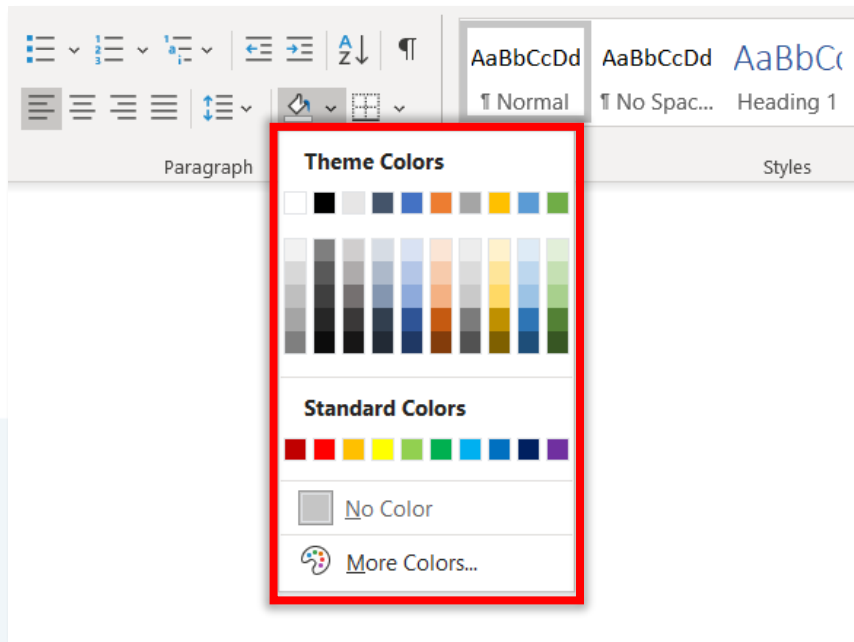 AaBbCcDd AaBbCcDd AaBbCc
¶ Normal ¶ No Spac... Heading 1
Paragraph
Styles
Theme Colors
Standard Colors
No Color
More Colors...